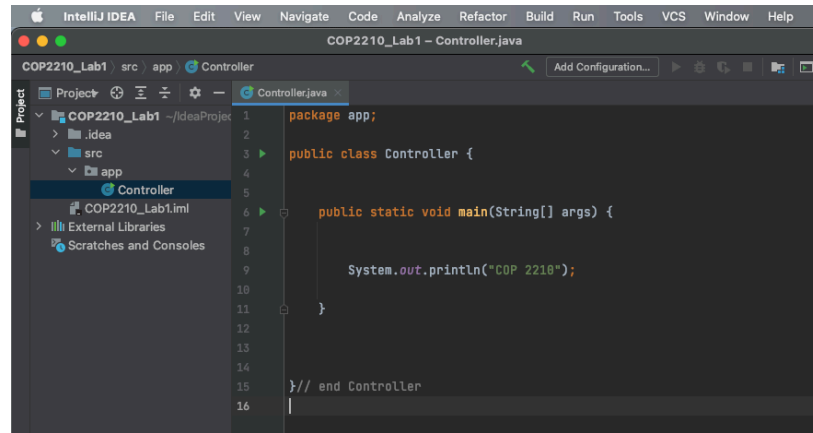 IntelliJ IDEA File Edit View Navigate Code Analyze Refactor Build Run Tools VCS Window Help
COP2210_Lab1 – Controller.java
COP2210_Lab1 src app Controller Add Configuration...
Project
Project Controller.java
COP2210_Lab1 ~/IdeaProjec
.idea
src
app
Controller
COP2210_Lab1.iml
External Libraries
Scratches and Consoles
1 package app;
2
3 public class Controller {
4
5
6 public static void main(String[] args) {
7
8
9 System.out.println("COP 2210");
10
11 }
12
13
14
15 }// end Controller
16